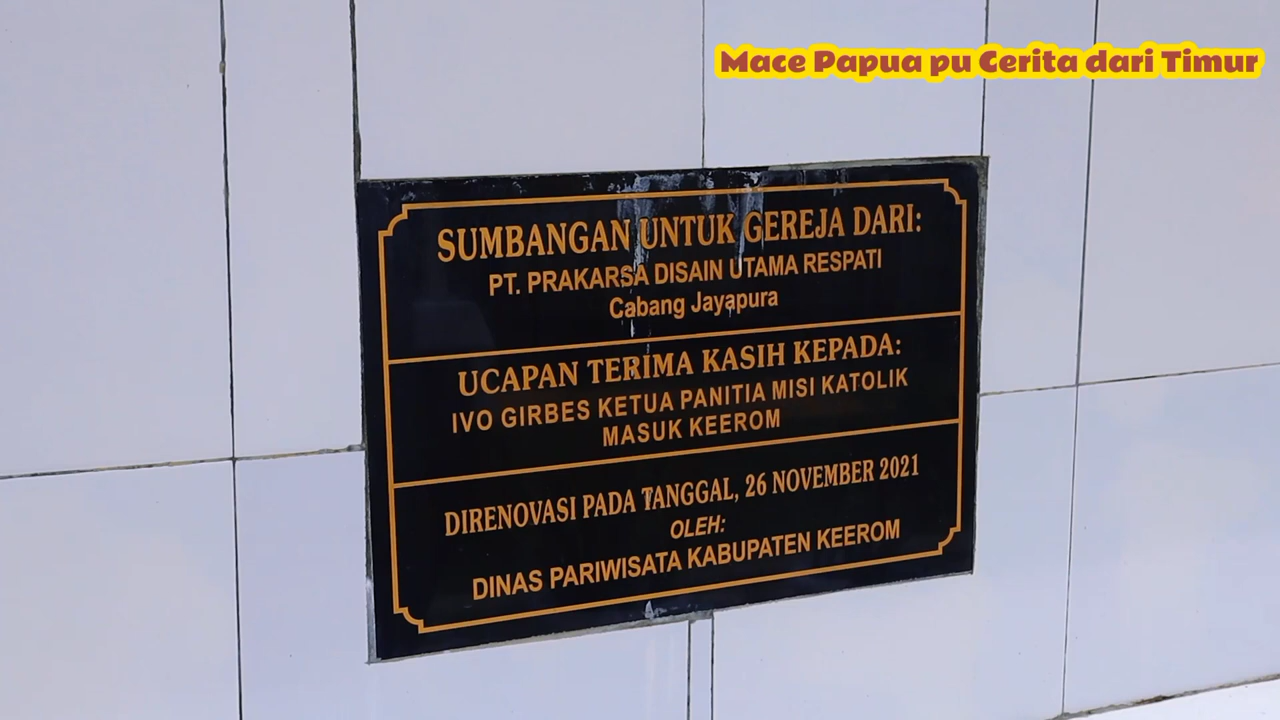 Mace Papua pu Cerita dari Timur
SUMBANGAN UNTUK GEREJA DARI:
PT. PRAKARSA DISAIN UTAMA RESPATI
Cabang Jayapura
UCAPAN TERIMA KASIH KEPADA:
IVO GIRBES KETUA PANITIA MISI KATOLIK
MASUK KEEROM
DIRENOVASI PADA TANGGAL, 26 NOVEMBER 2021
OLEH:
DINAS PARIWISATA KABUPATEN KEEROM